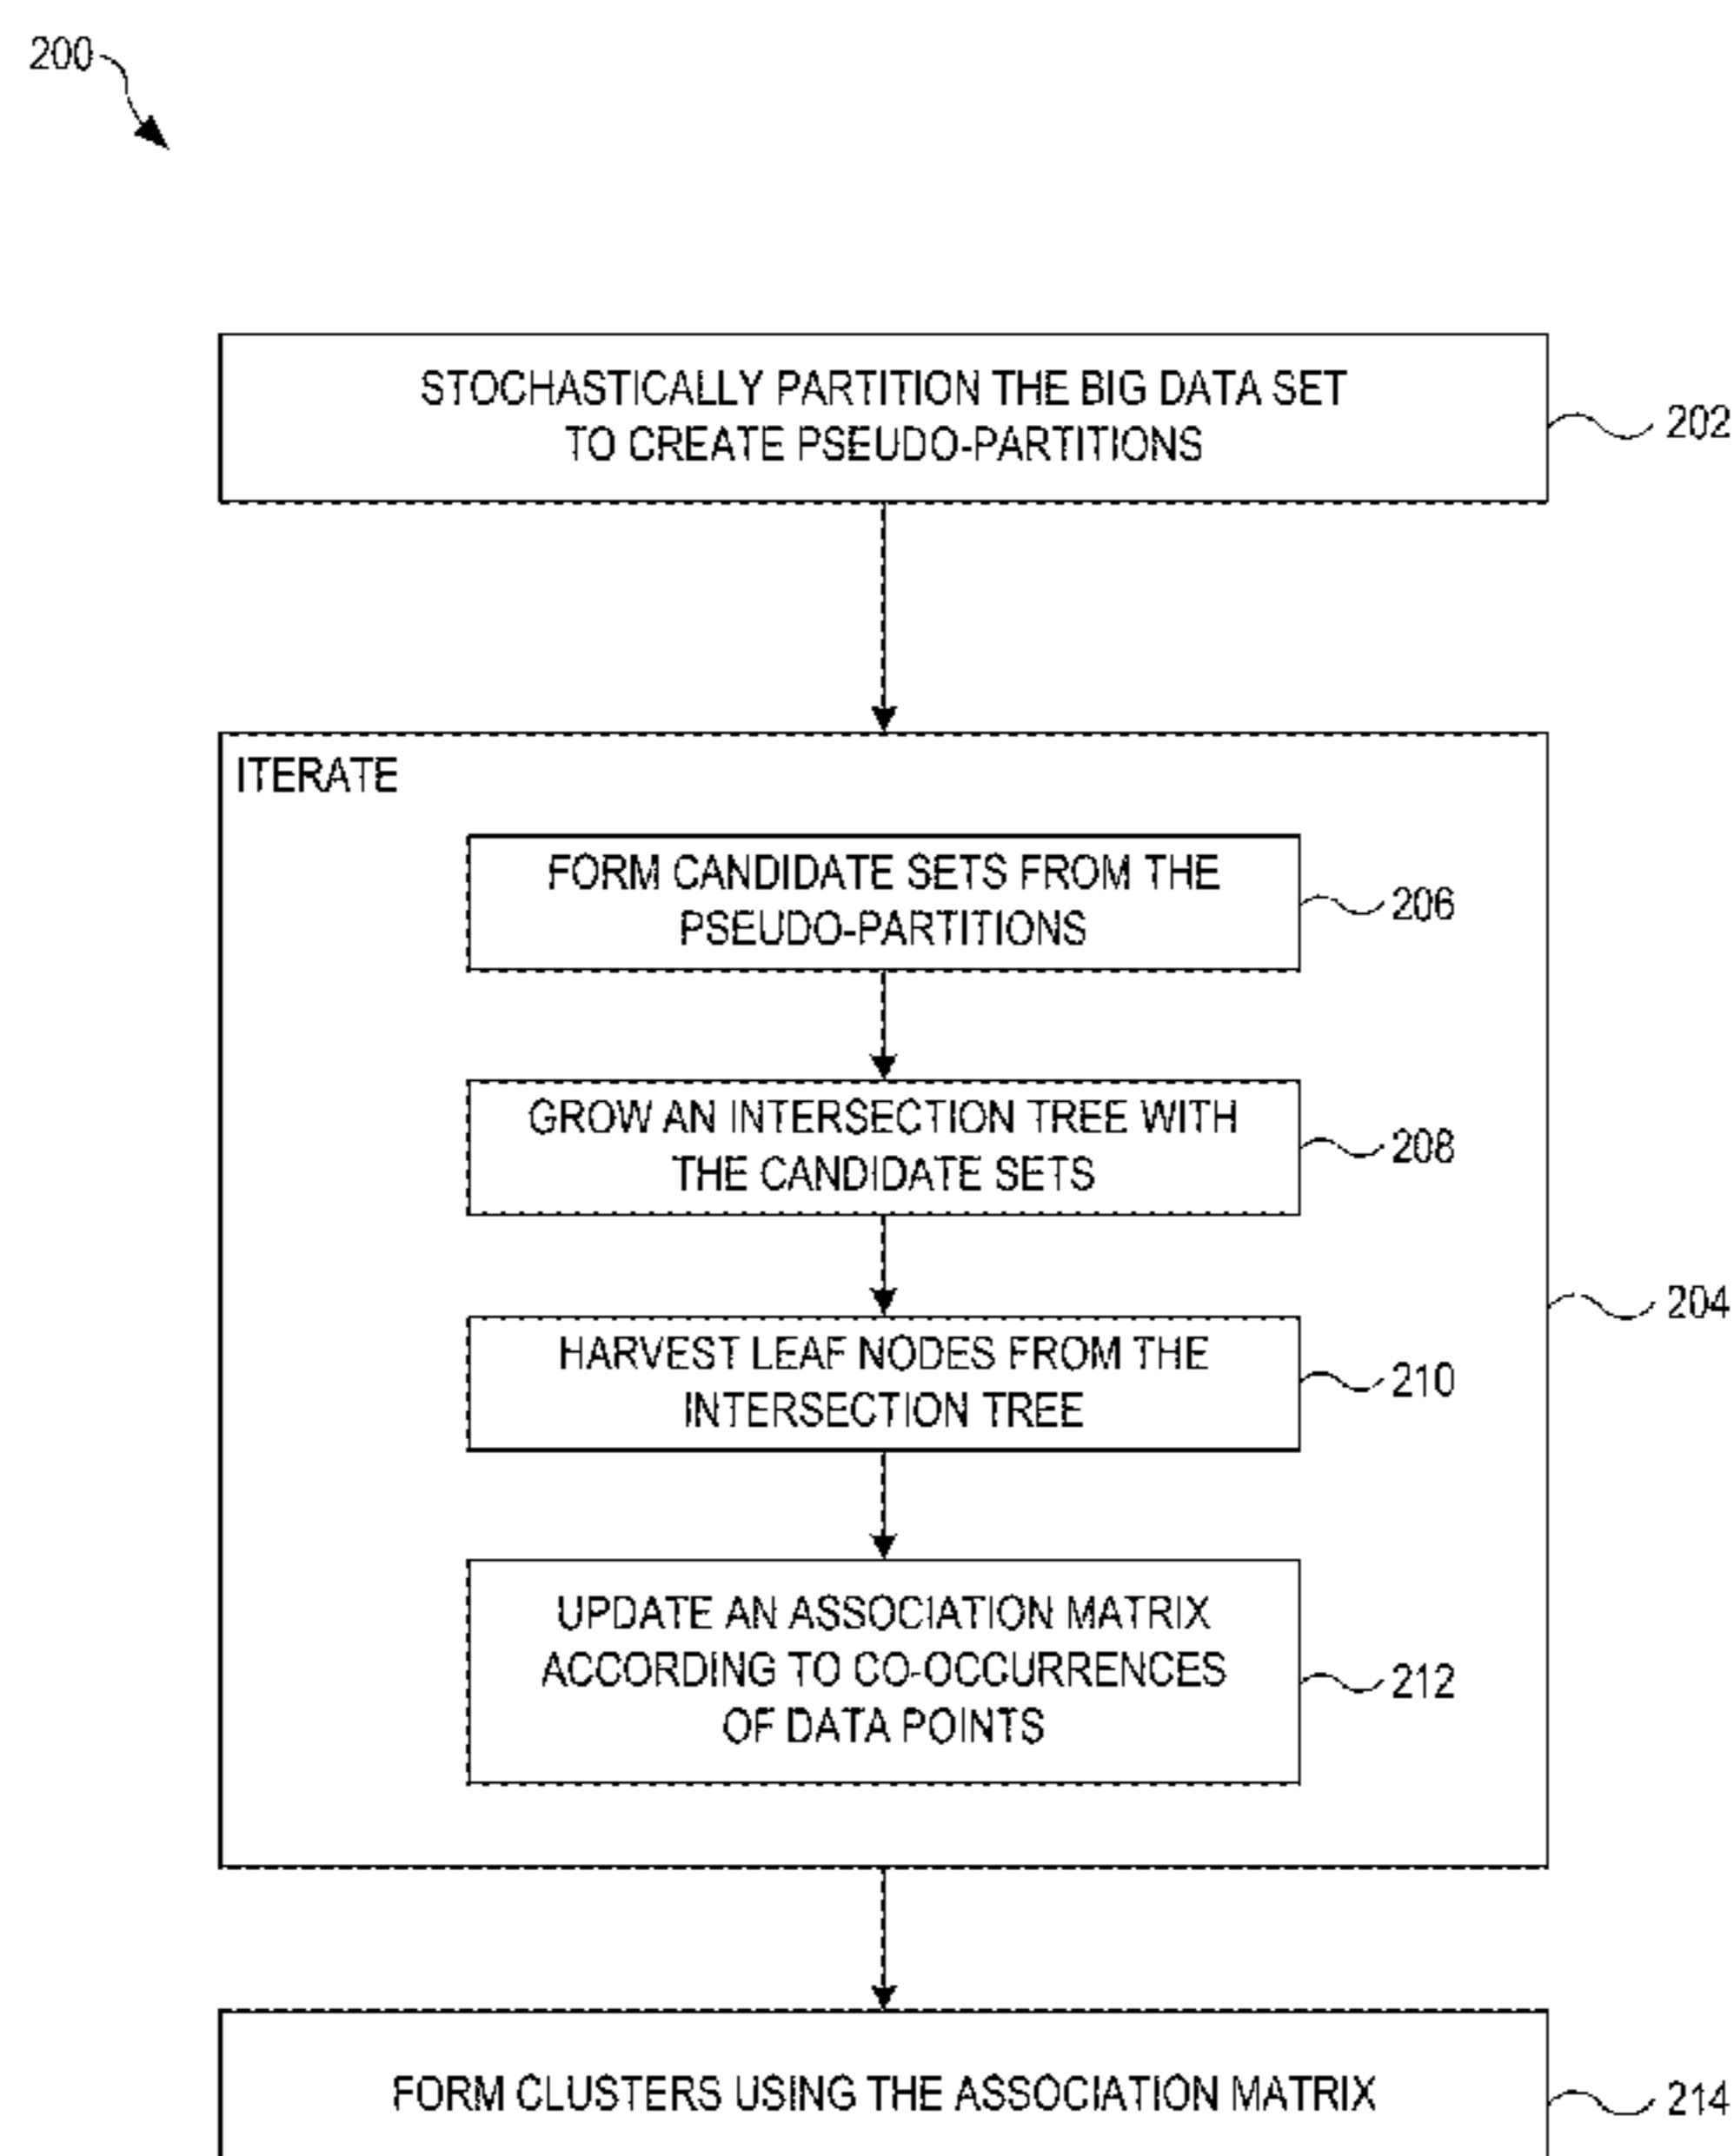 200
STOCHASTICALLY PARTITION THE BIG DATA SET
TO CREATE PSEUDO-PARTITIONS
202
ITERATE
FORM CANDIDATE SETS FROM THE
PSEUDO-PARTITIONS
206
GROW AN INTERSECTION TREE WITH
THE CANDIDATE SETS
208
204
HARVEST LEAF NODES FROM THE
INTERSECTION TREE
210
UPDATE AN ASSOCIATION MATRIX
ACCORDING TO CO-OCCURRENCES
OF DATA POINTS
212
FORM CLUSTERS USING THE ASSOCIATION MATRIX
214